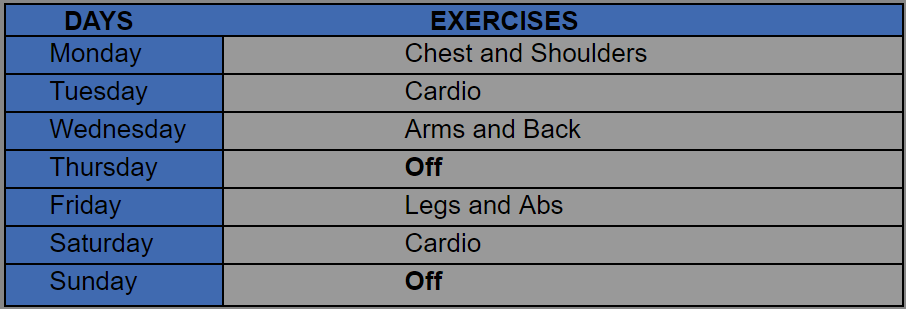 DAYS EXERCISES
Monday Chest and Shoulders
Tuesday Cardio
Wednesday Arms and Back
Thursday Off
Friday Legs and Abs
Saturday Cardio
Sunday Off